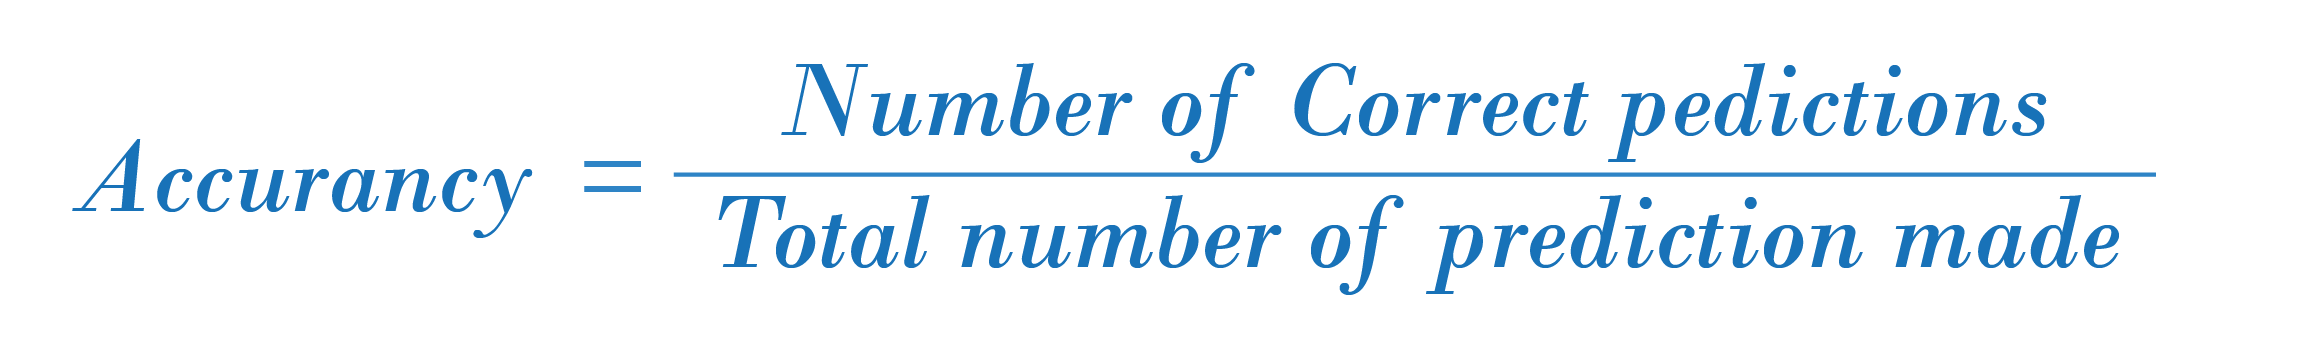 Accurancy =
Number of Correct pedictions
Total number of prediction made